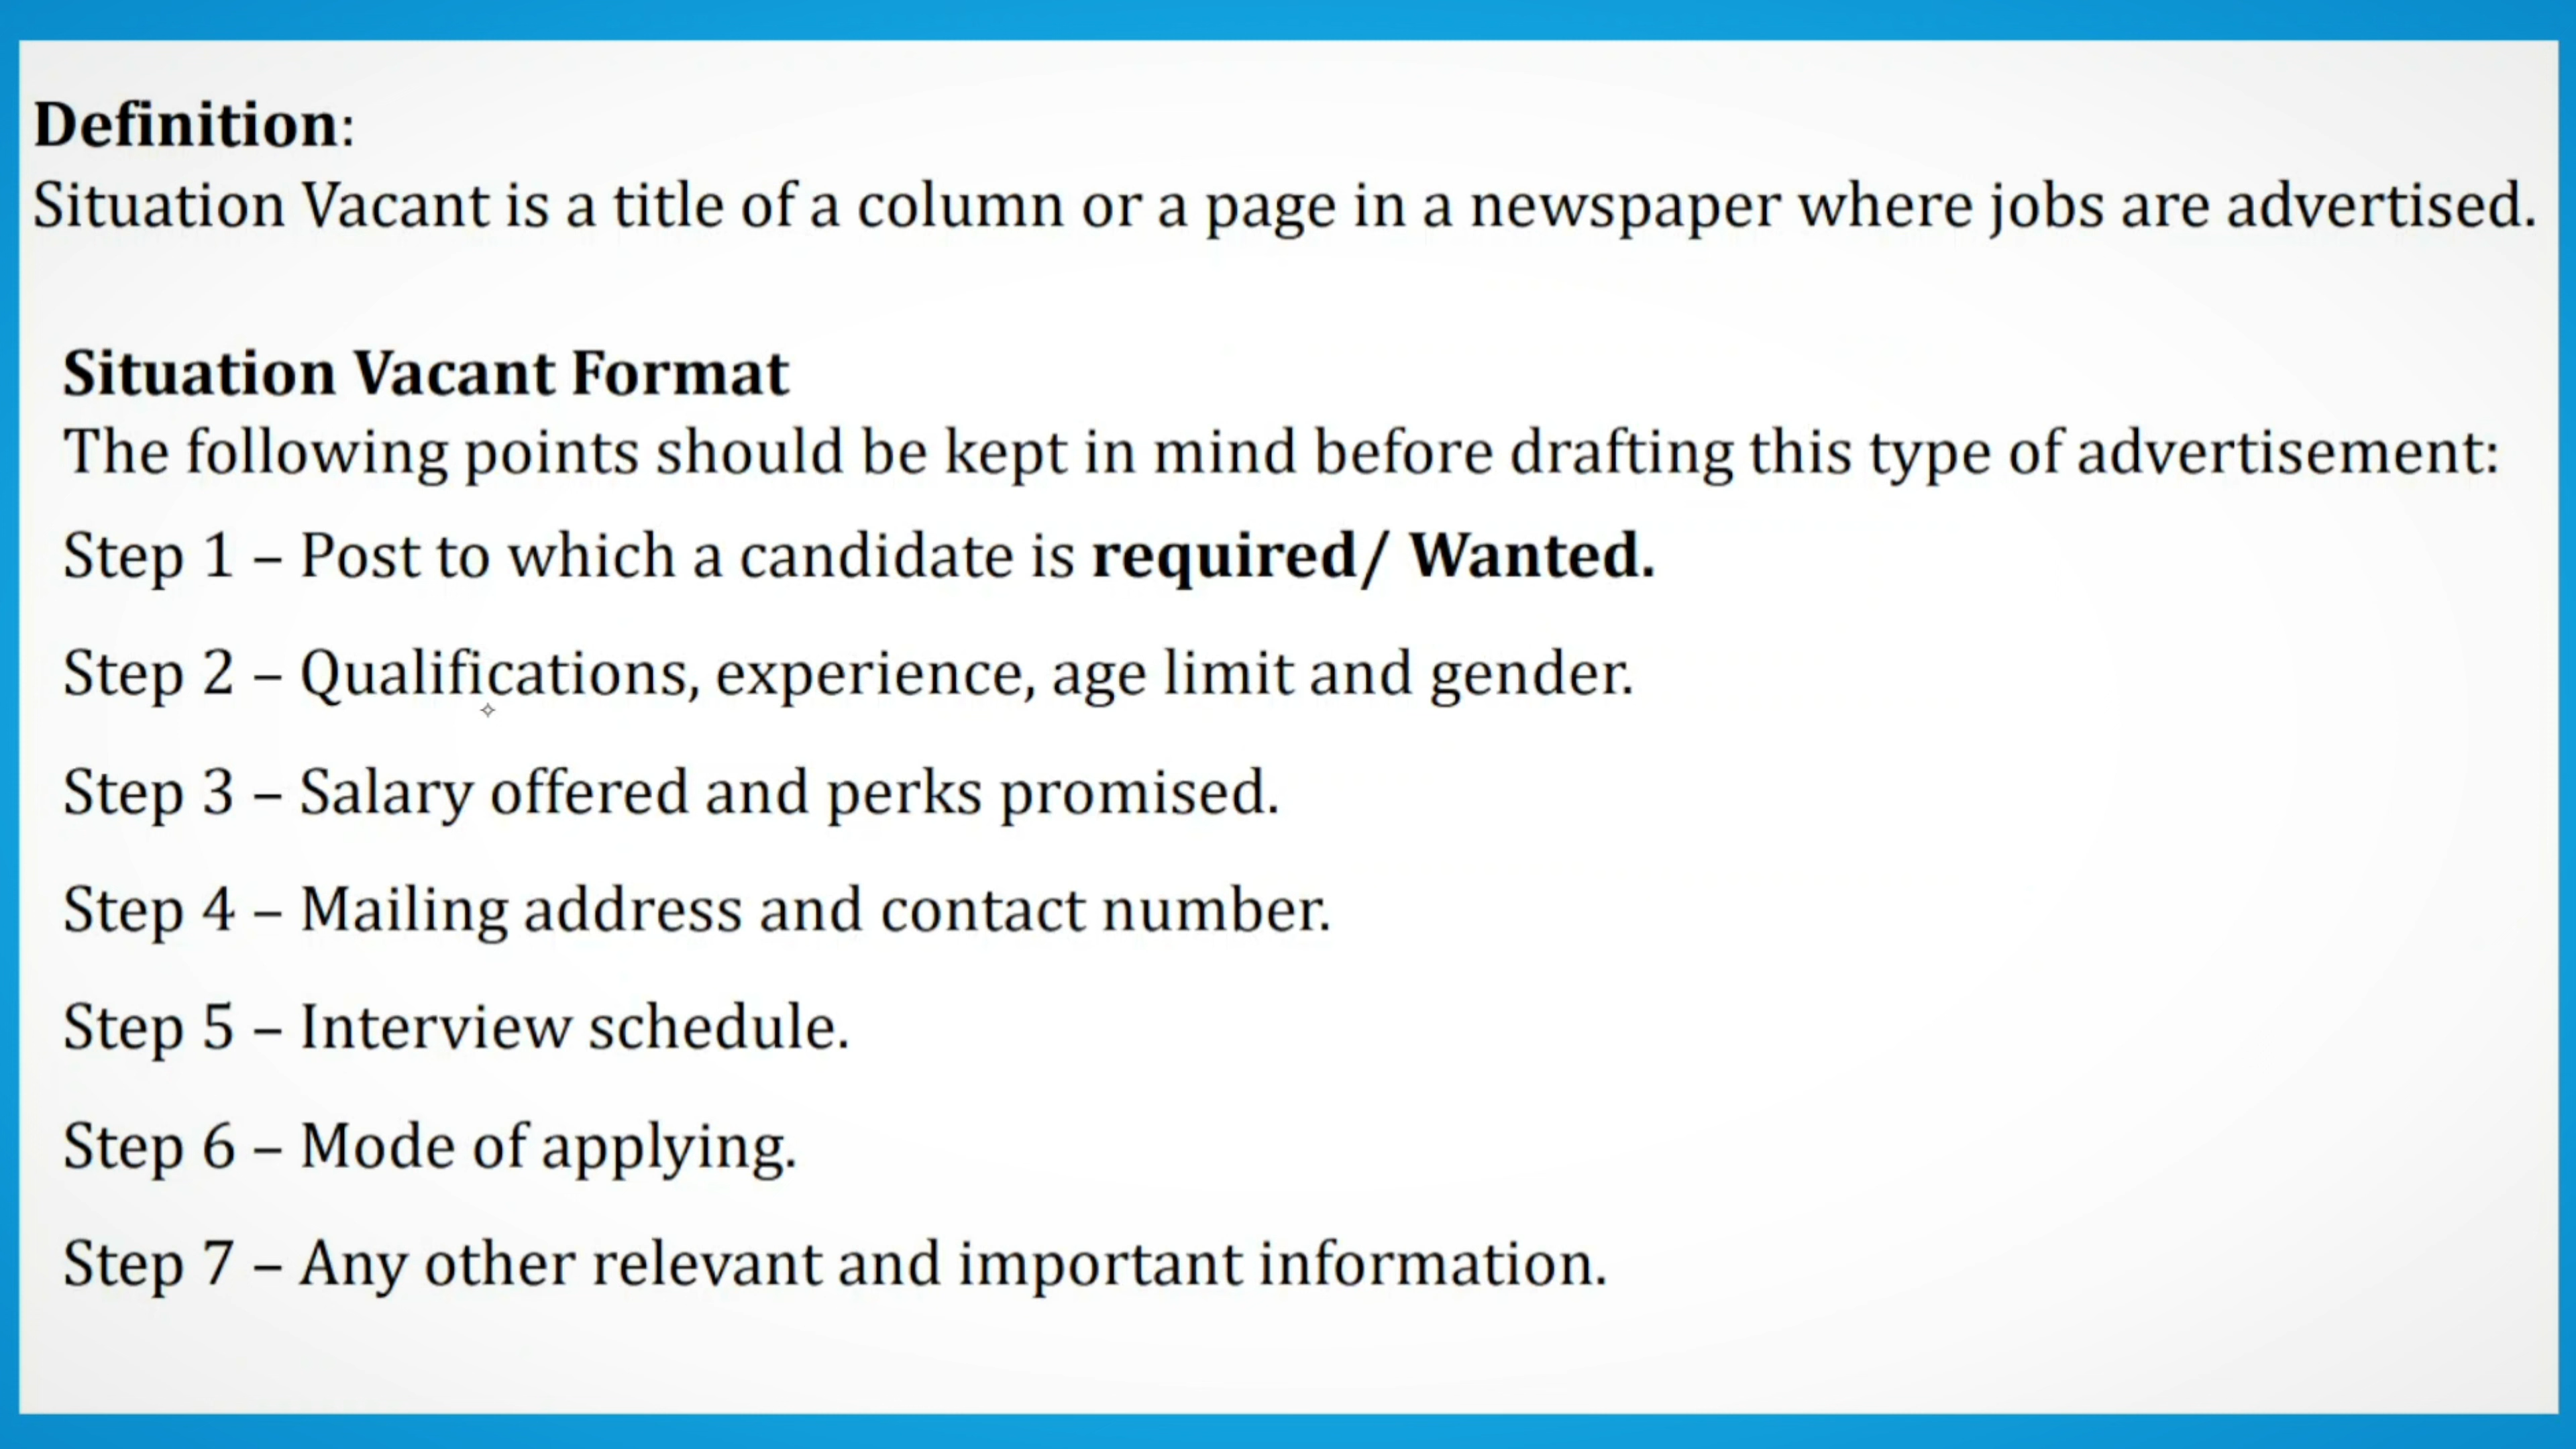 Definition:
Situation Vacant is a title of a column or a page in a newspaper where jobs are advertised.
Situation Vacant Format
The following points should be kept in mind before drafting this type of advertisement:
Step 1 – Post to which a candidate is required/ Wanted.
Step 2 – Qualifications, experience, age limit and gender.
Step 3 – Salary offered and perks promised.
Step 4 – Mailing address and contact number.
Step 5 – Interview schedule.
Step 6 – Mode of applying.
Step 7 – Any other relevant and important information.